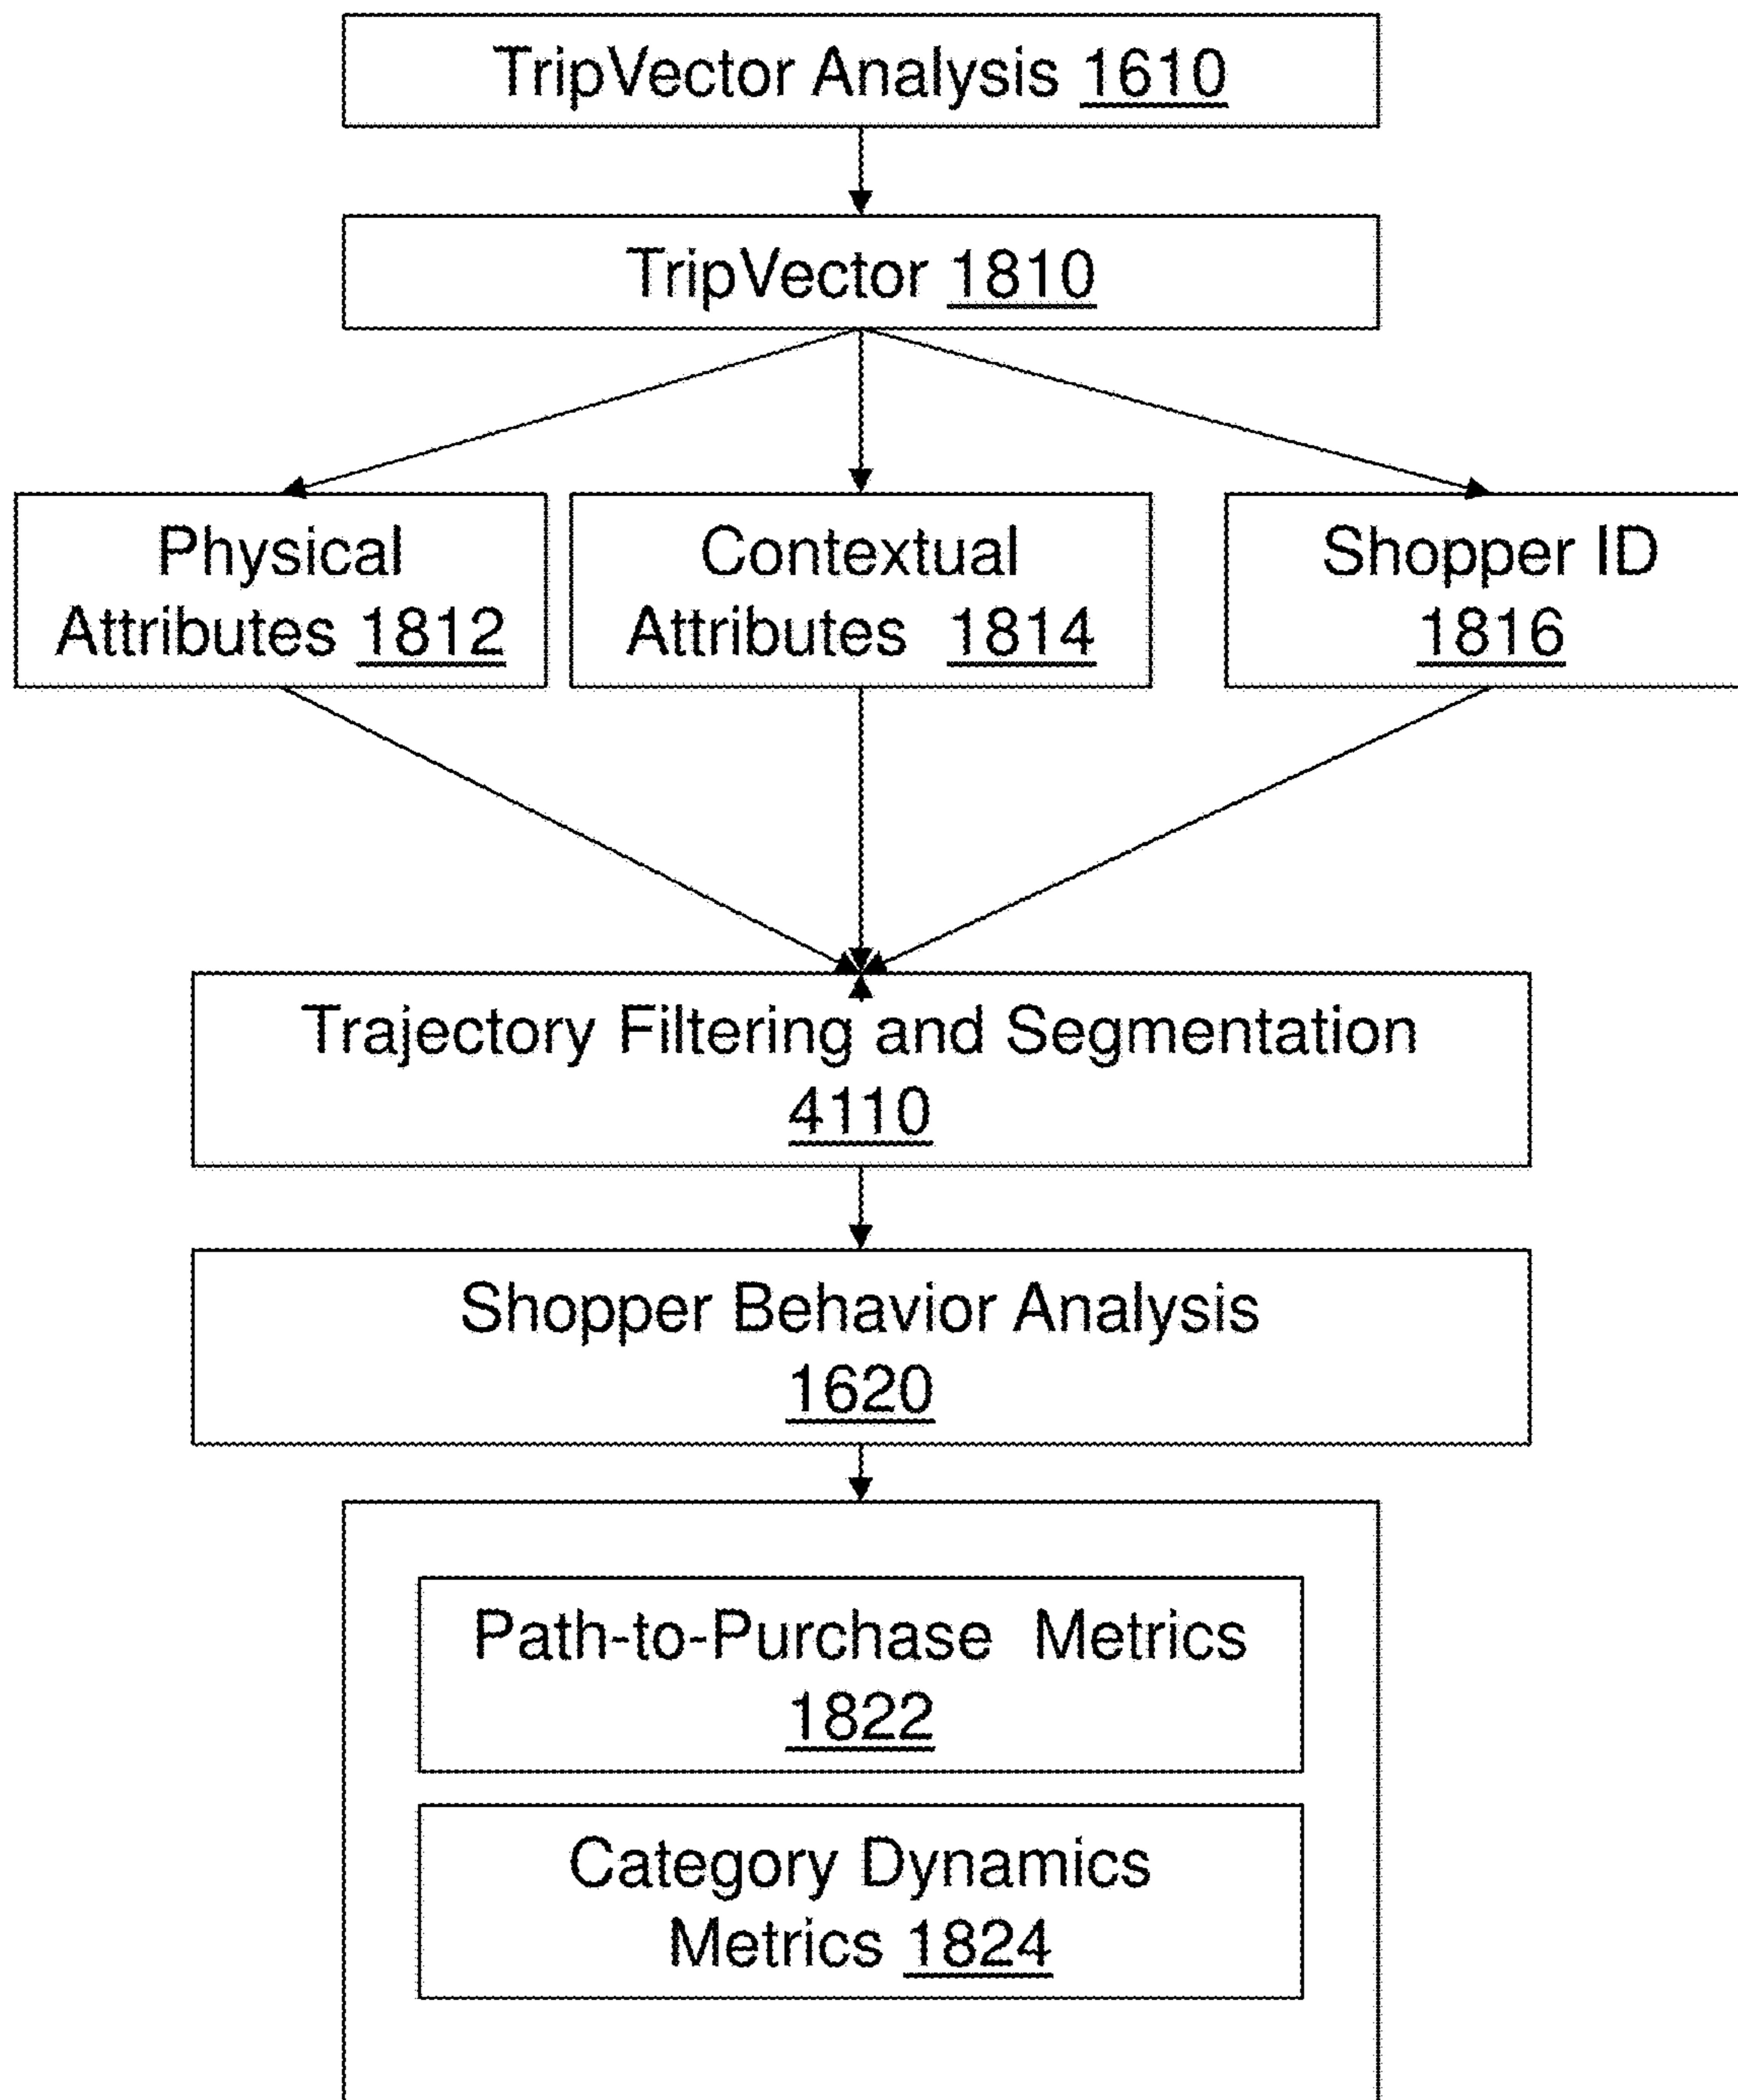 TripVector Analysis 1610
TripVector 1810
Physical
Attributes 1812
Contextual
Attributes 1814
Shopper ID
1816
Trajectory Filtering and Segmentation
4110
Shopper Behavior Analysis
1620
Path-to-Purchase Metrics
1822
Category Dynamics
Metrics 1824